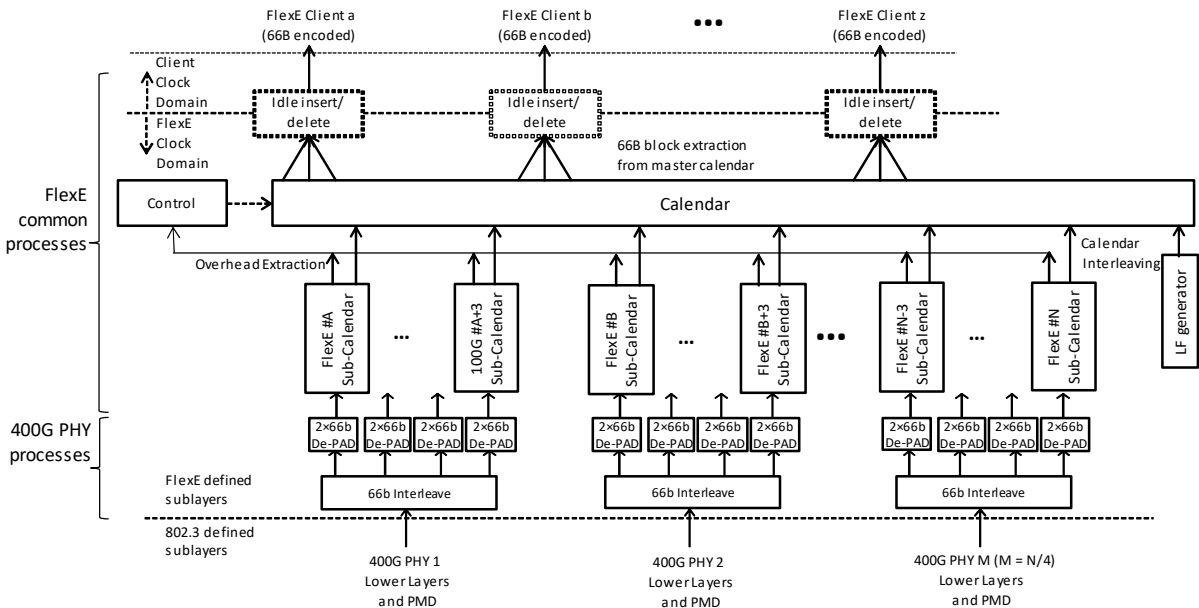 FlexE Client a
(66B encoded)
FlexE Client b
(66B encoded)
•••
FlexE Client z
(66B encoded)
Client
Clock
Domain
FlexE
Clock
Domain
Idle insert/
delete
Idle insert/
delete
Idle insert/
delete
66B block extraction
from master calendar
FlexE
common
processes
Control
Calendar
Overhead Extraction
Calendar
Interleaving
FlexE #A
Sub-Calendar
...
100G #A+3
Sub-Calendar
FlexE #B
Sub-Calendar
...
FlexE #B+3
Sub-Calendar
•••
FlexE #N-3
Sub-Calendar
...
FlexE #N
Sub-Calendar
LF generator
400G PHY
processes
2×66b
De-PAD
2×66b
De-PAD
2×66b
De-PAD
2×66b
De-PAD
2×66b
De-PAD
2×66b
De-PAD
2×66b
De-PAD
2×66b
De-PAD
2×66b
De-PAD
2×66b
De-PAD
2×66b
De-PAD
2×66b
De-PAD
FlexE defined
sublayers
66b Interleave
66b Interleave
66b Interleave
802.3 defined
sublayers
400G PHY 1
Lower Layers
and PMD
400G PHY 2
Lower Layers
and PMD
400G PHY M (M = N/4)
Lower Layers
and PMD